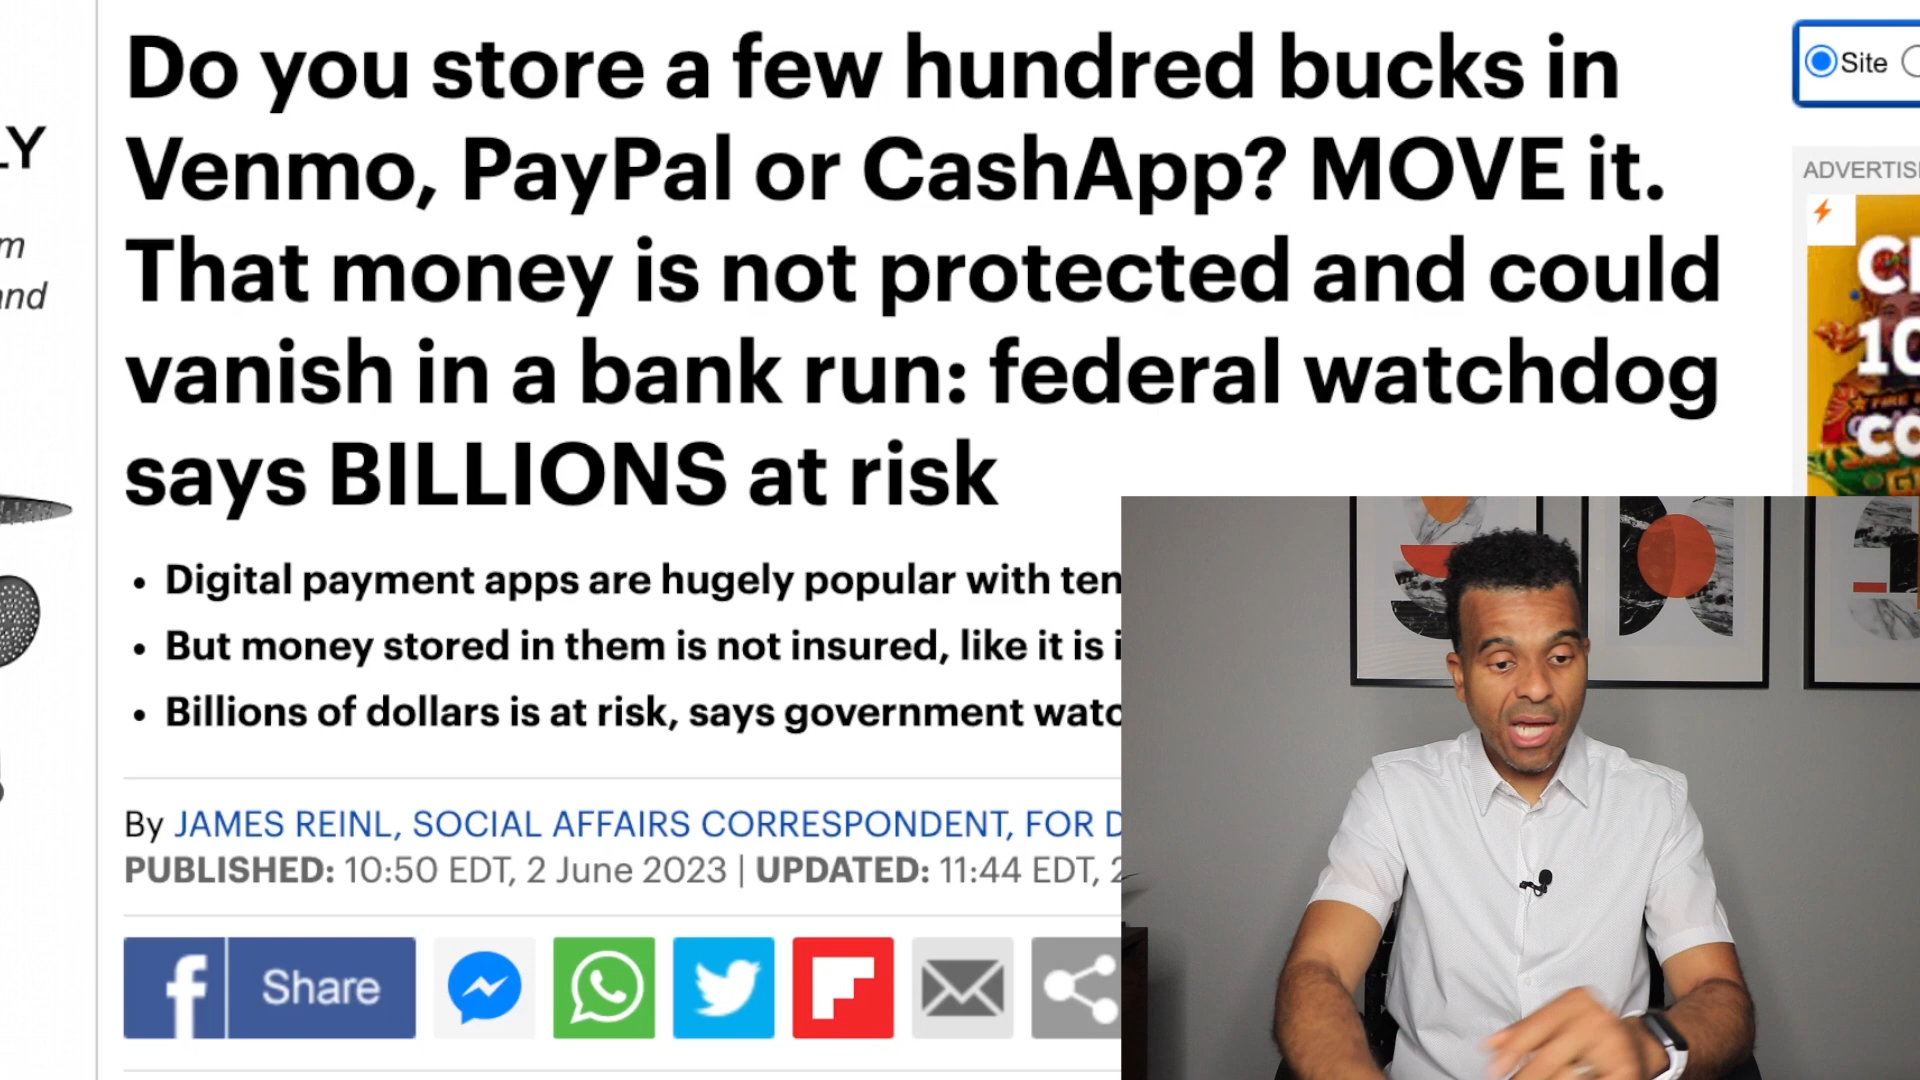 Do you store a few hundred bucks in
Venmo, PayPal or CashApp? MOVE it.
That money is not protected and could
vanish in a bank run: federal watchdog
says BILLIONS at risk
• Digital payment apps are hugely popular with ten
• But money stored in them is not insured, like it is i
• Billions of dollars is at risk, says government watc
By JAMES REINL, SOCIAL AFFAIRS CORRESPONDENT, FOR D
PUBLISHED: 10:50 EDT, 2 June 2023 | UPDATED: 11:44 EDT, 2
Share
LY
m
and
Site
ADVERTIS
10